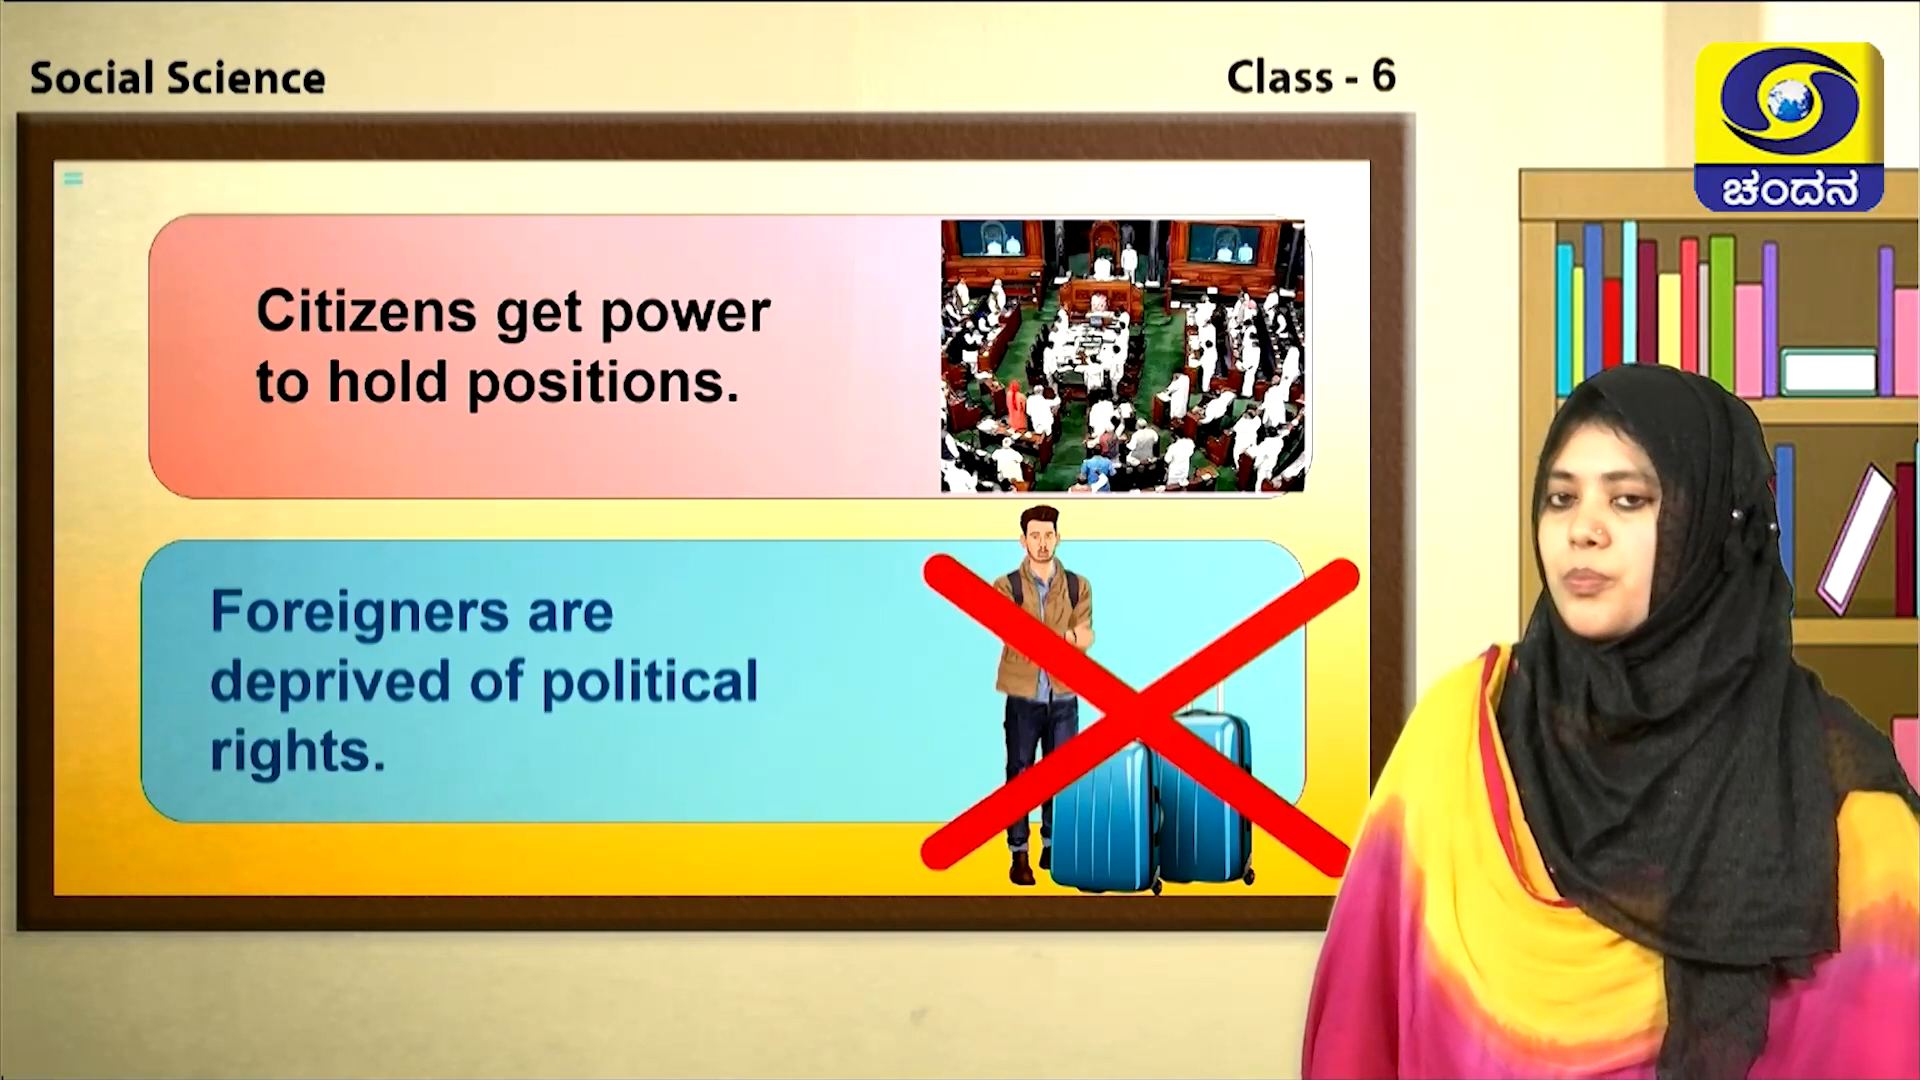 Social Science
Class - 6
ಚಂದನ
Citizens get power
to hold positions.
Foreigners are
deprived of political
rights.